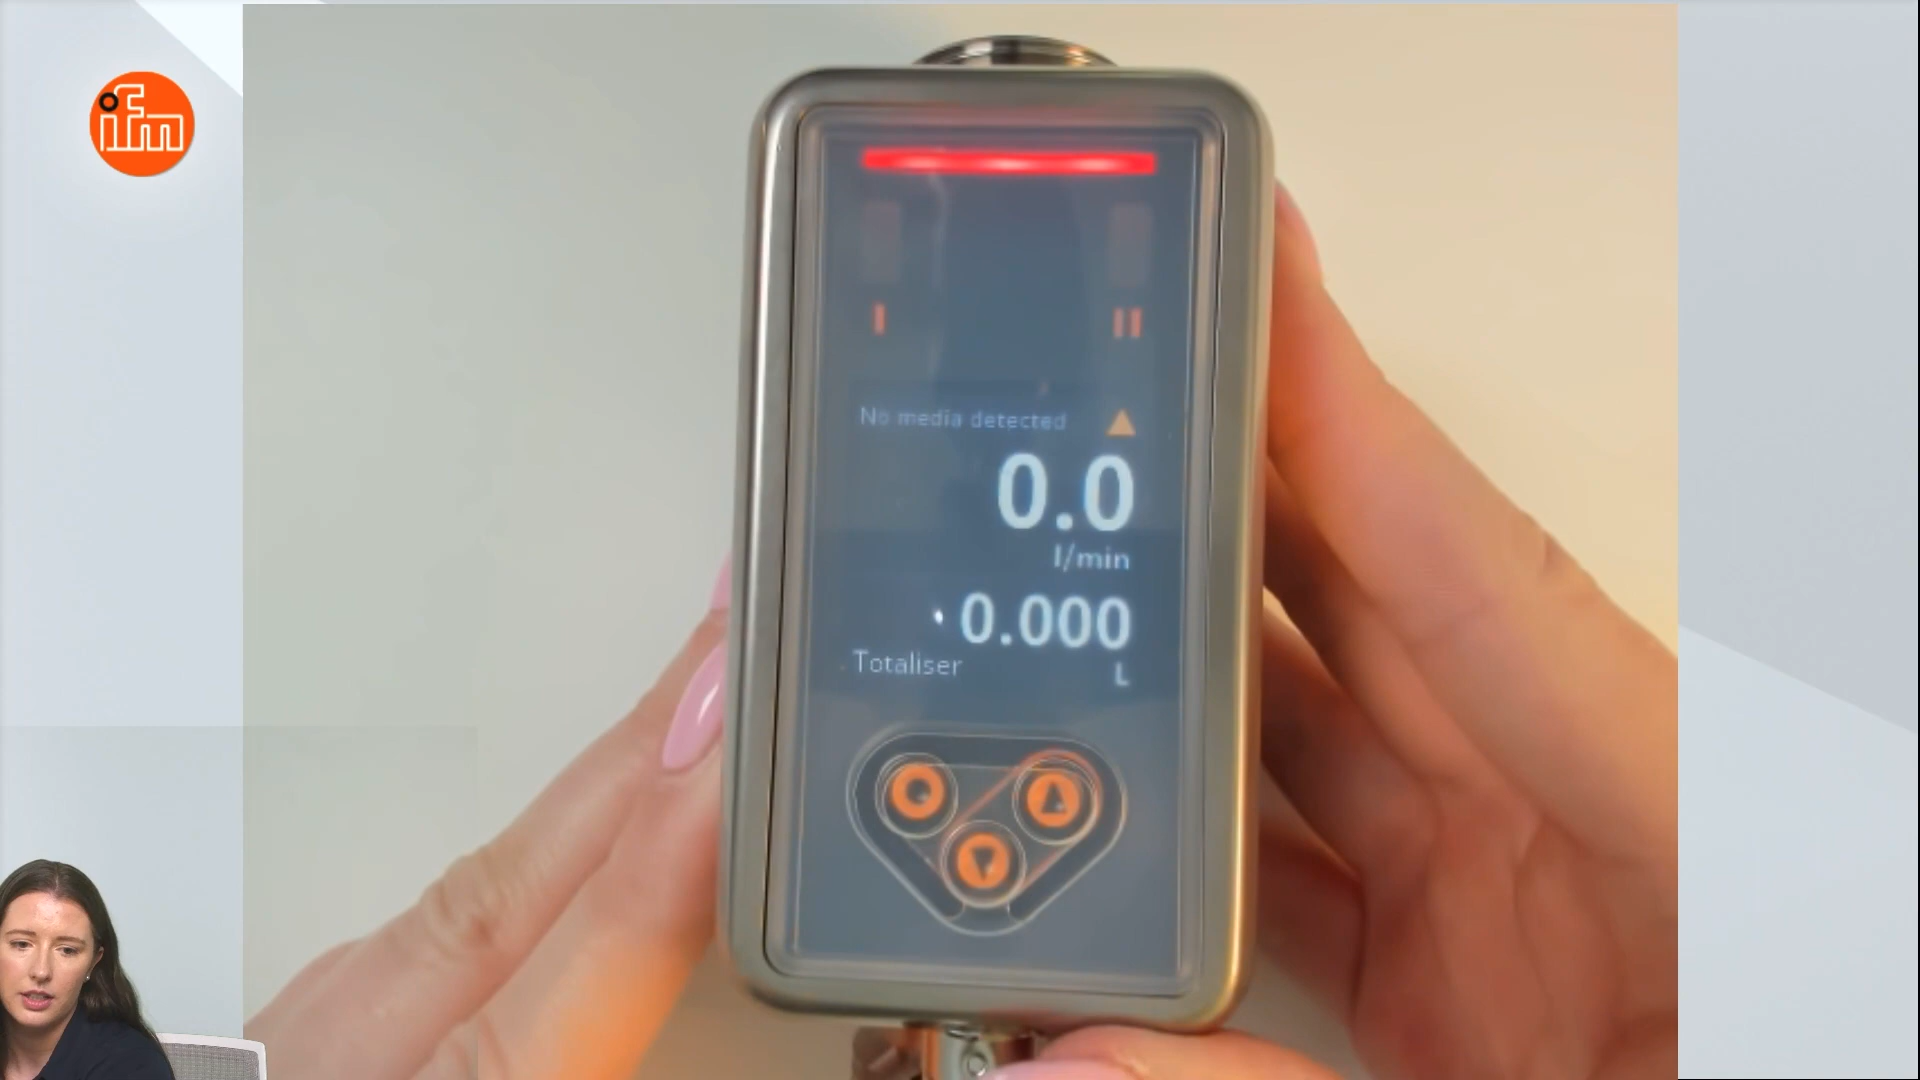 ifm
I
II
No media detected
0.0
l/min
0.000
Totaliser
L